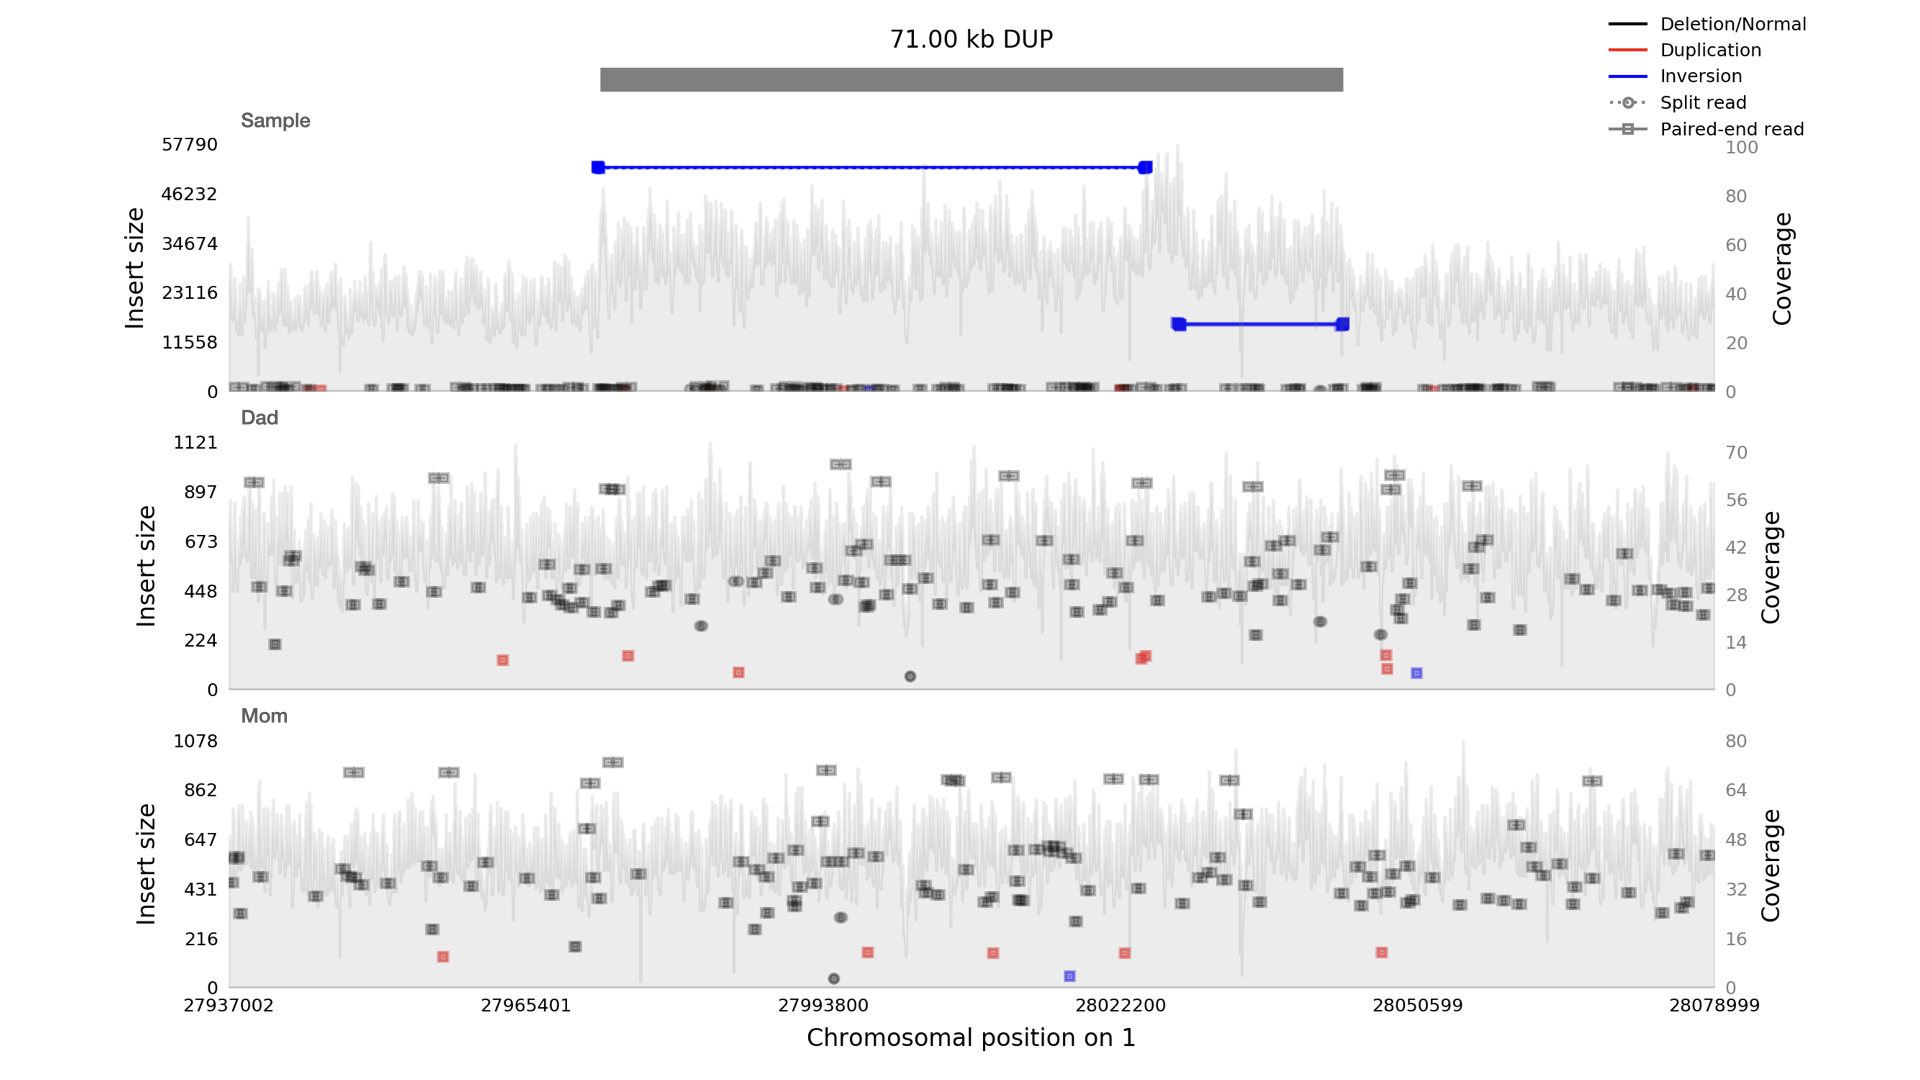 71.00 kb DUP
Deletion/Normal
Duplication
Inversion
Split read
Paired-end read
Sample
57790
46232
34674
23116
11558
0
Insert size
100
80
60
40
20
0
Coverage
Dad
1121
897
673
448
224
0
Insert size
70
56
42
28
14
0
Coverage
Mom
1078
862
647
431
216
0
Insert size
80
64
48
32
16
0
Coverage
27937002 27965401 27993800 28022200 28050599 28078999
Chromosomal position on 1